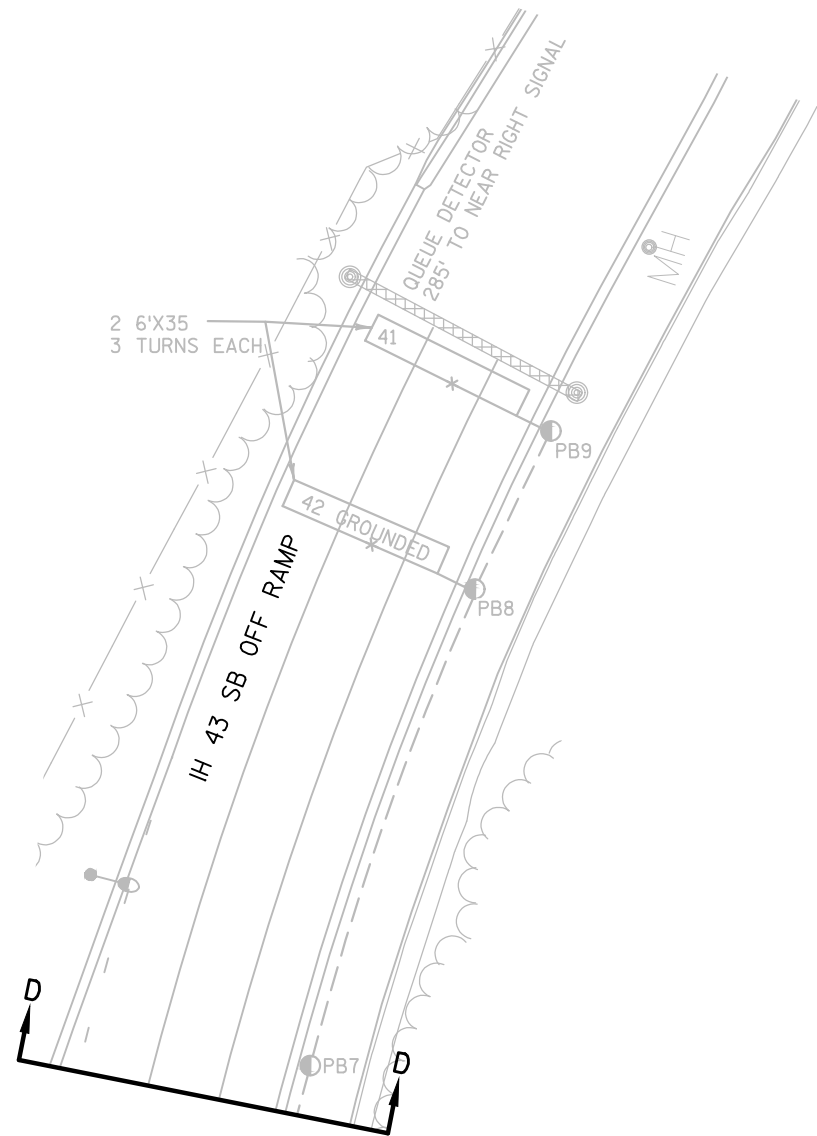 QUEUE DETECTOR
285' TO NEAR RIGHT SIGNAL
MH
2 6'X35
3 TURNS EACH
41
PB9
42 GROUNDED
PB8
IH 43 SB OFF RAMP
D
PB7
D